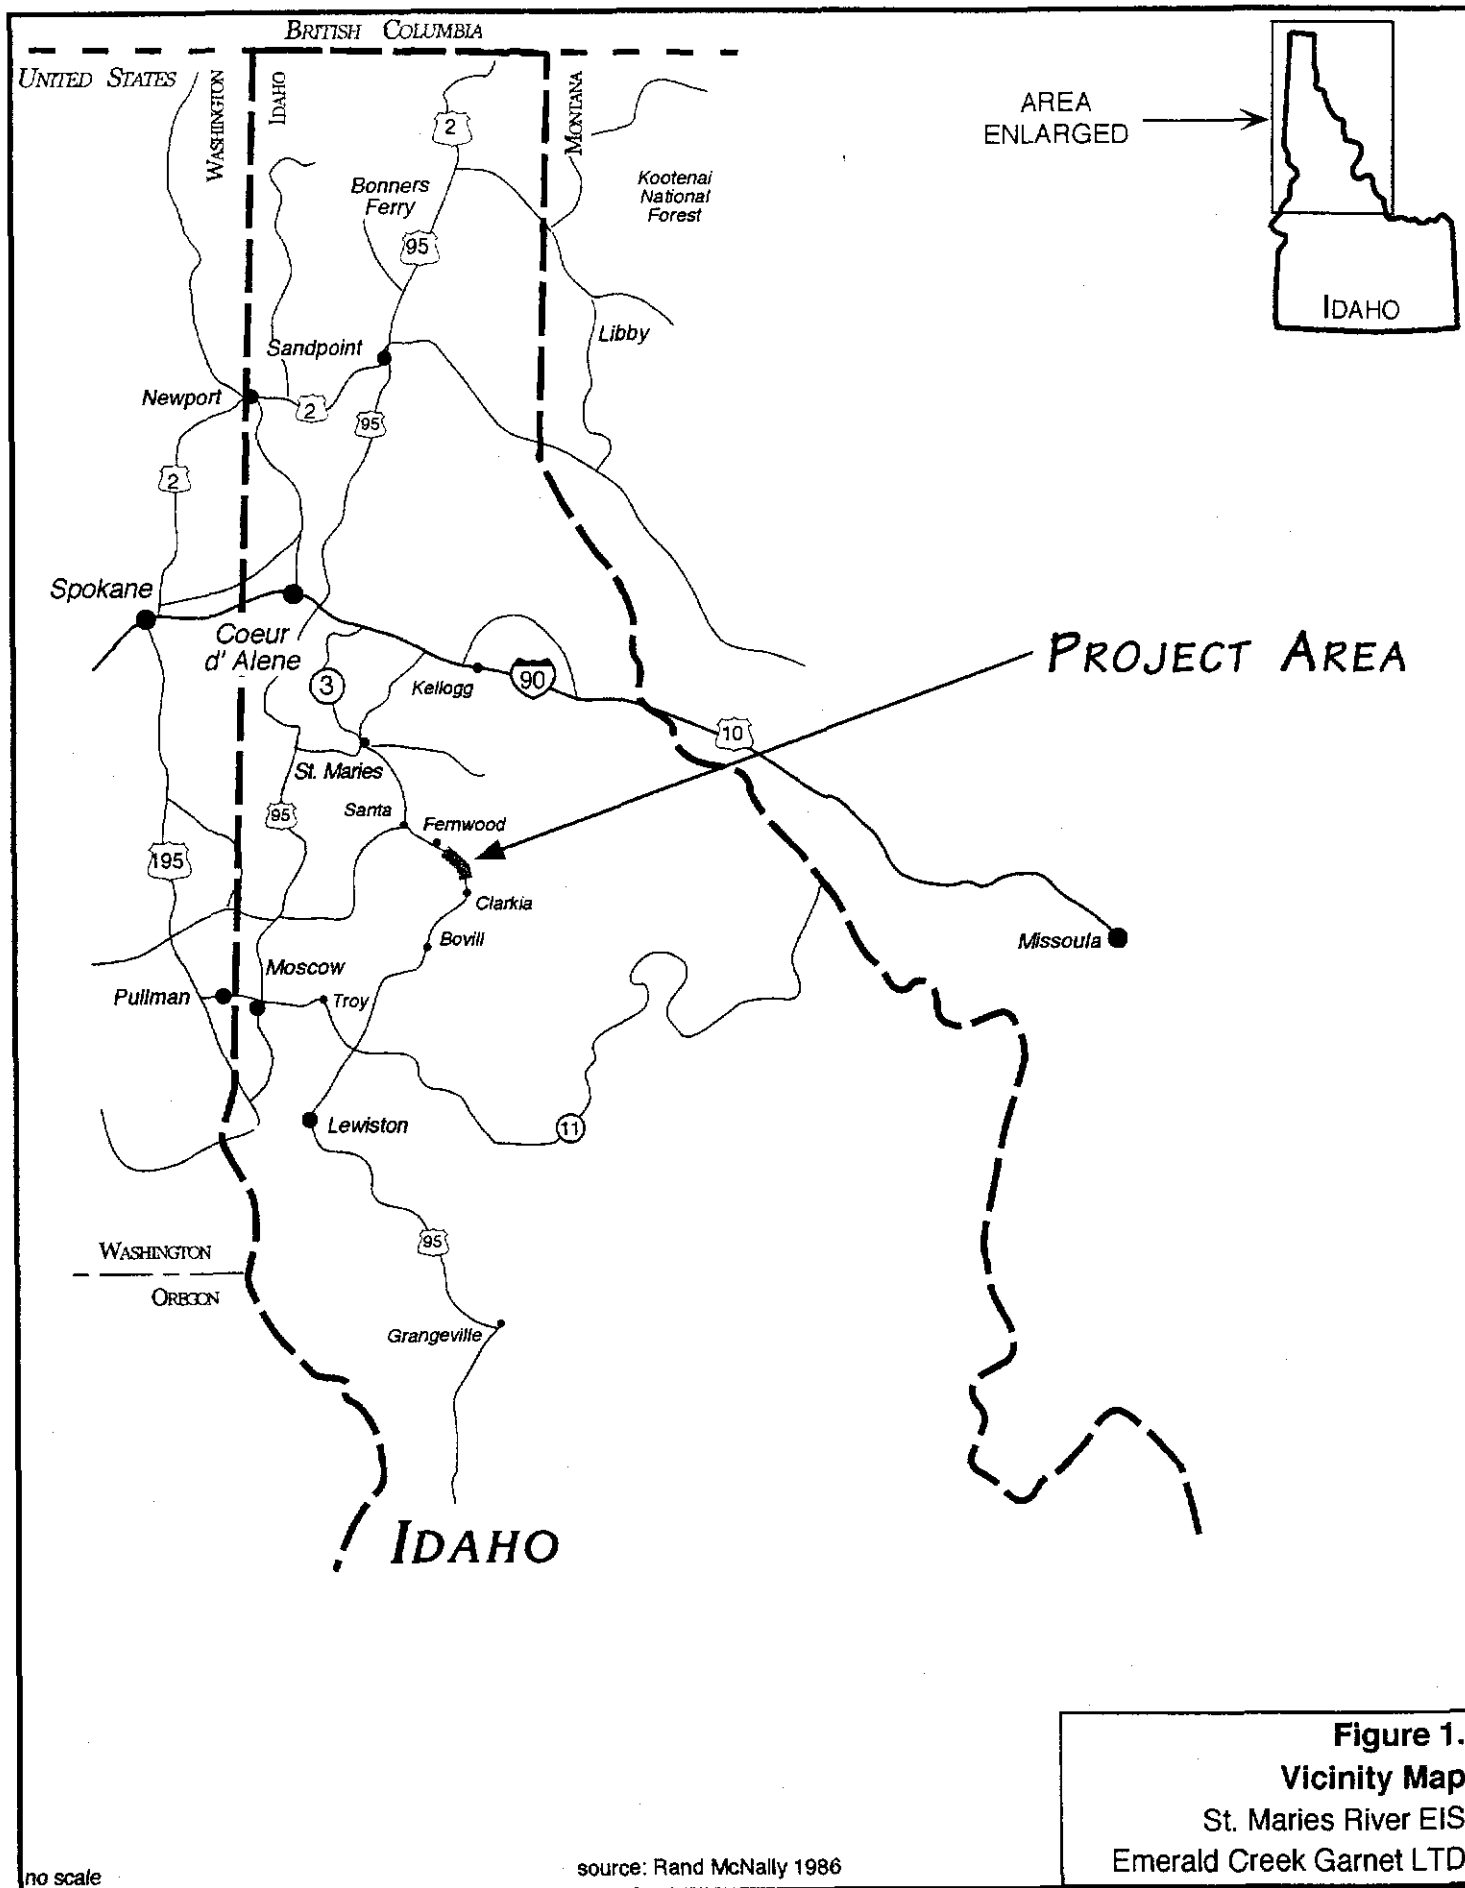 BRITISH COLUMBIA
UNITED STATES
WASHINGTON
IDAHO
MONTANA
2
AREA
ENLARGED
Kootenai
National
Forest
Bonners
Ferry
95
IDAHO
Libby
Sandpoint
Newport
2
95
2
Spokane
Coeur
d' Alene
PROJECT AREA
3
Kellogg
90
10
St. Maries
Santa
95
Fernwood
195
Clarkia
Bovill
Missoula
Moscow
Pullman
Troy
Lewiston
11
95
WASHINGTON
OREGON
Grangeville
IDAHO
Figure 1.
Vicinity Map
St. Maries River EIS
Emerald Creek Garnet LTD
source: Rand McNally 1986
no scale